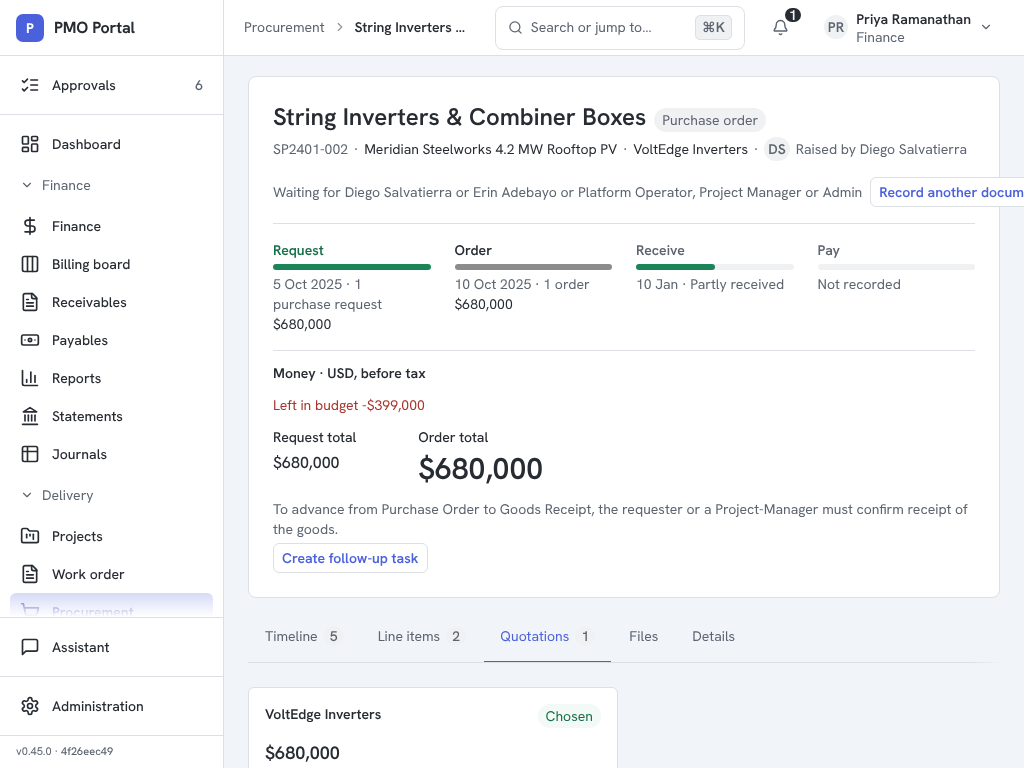 P PMO Portal
Procurement > String Inverters ...
Search or jump to... ⌘K
1
PR Priya Ramanathan
Finance
Approvals 6
Dashboard
Finance
Finance
Billing board
Receivables
Payables
Reports
Statements
Journals
Delivery
Projects
Work order
Procurement
Assistant
Administration
v0.45.0 · 4f26eec49
String Inverters & Combiner Boxes Purchase order
SP2401-002 · Meridian Steelworks 4.2 MW Rooftop PV · VoltEdge Inverters · DS Raised by Diego Salvatierra
Waiting for Diego Salvatierra or Erin Adebayo or Platform Operator, Project Manager or Admin Record another docum
Request
5 Oct 2025 · 1
purchase request
$680,000
Order
10 Oct 2025 · 1 order
$680,000
Receive
10 Jan · Partly received
Pay
Not recorded
Money · USD, before tax
Left in budget -$399,000
Request total
$680,000
Order total
$680,000
To advance from Purchase Order to Goods Receipt, the requester or a Project-Manager must confirm receipt of
the goods.
Create follow-up task
Timeline 5 Line items 2 Quotations 1 Files Details
VoltEdge Inverters Chosen
$680,000